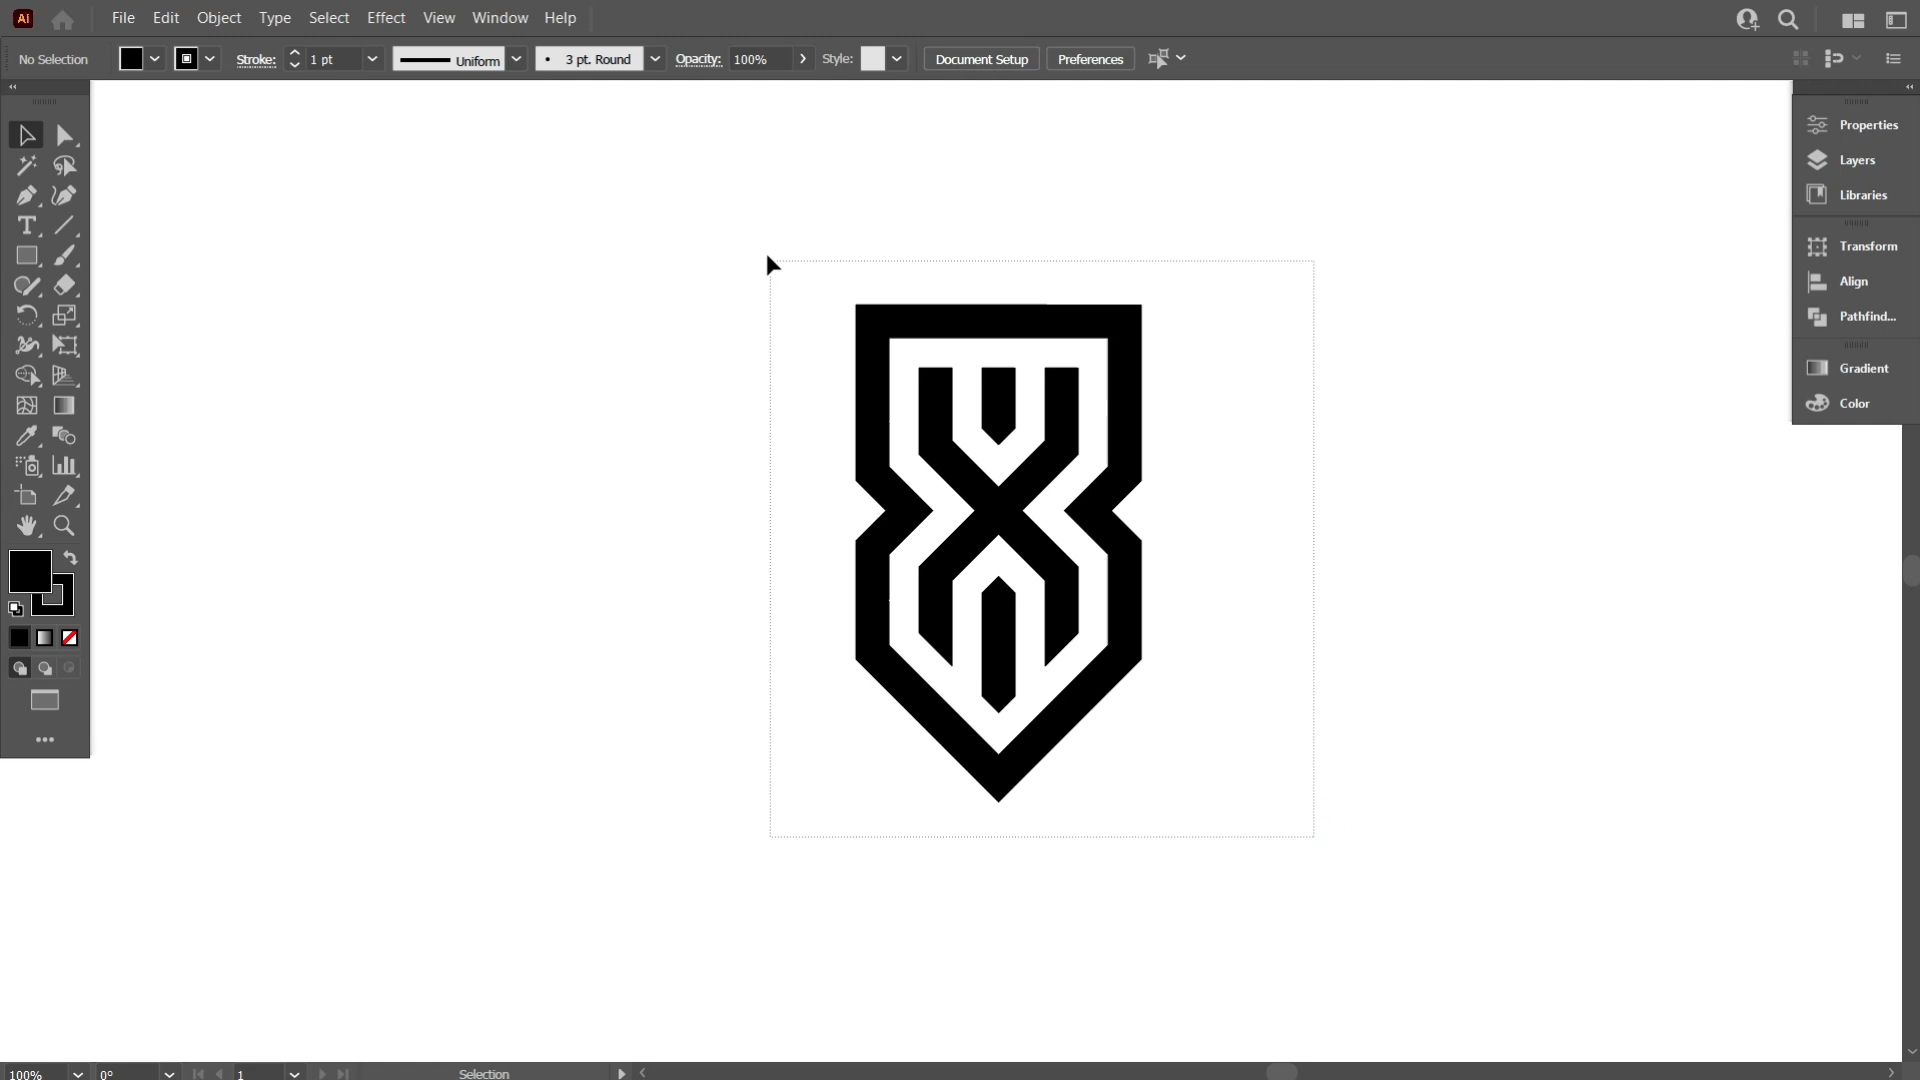 Ai File Edit Object Type Select Effect View Window Help
No Selection Stroke: 1 pt Uniform 3 pt. Round Opacity: 100% Style: Document Setup Preferences
Properties
Layers
Libraries
Transform
Align
Pathfind...
Gradient
Color
100% 0° 1 Selection